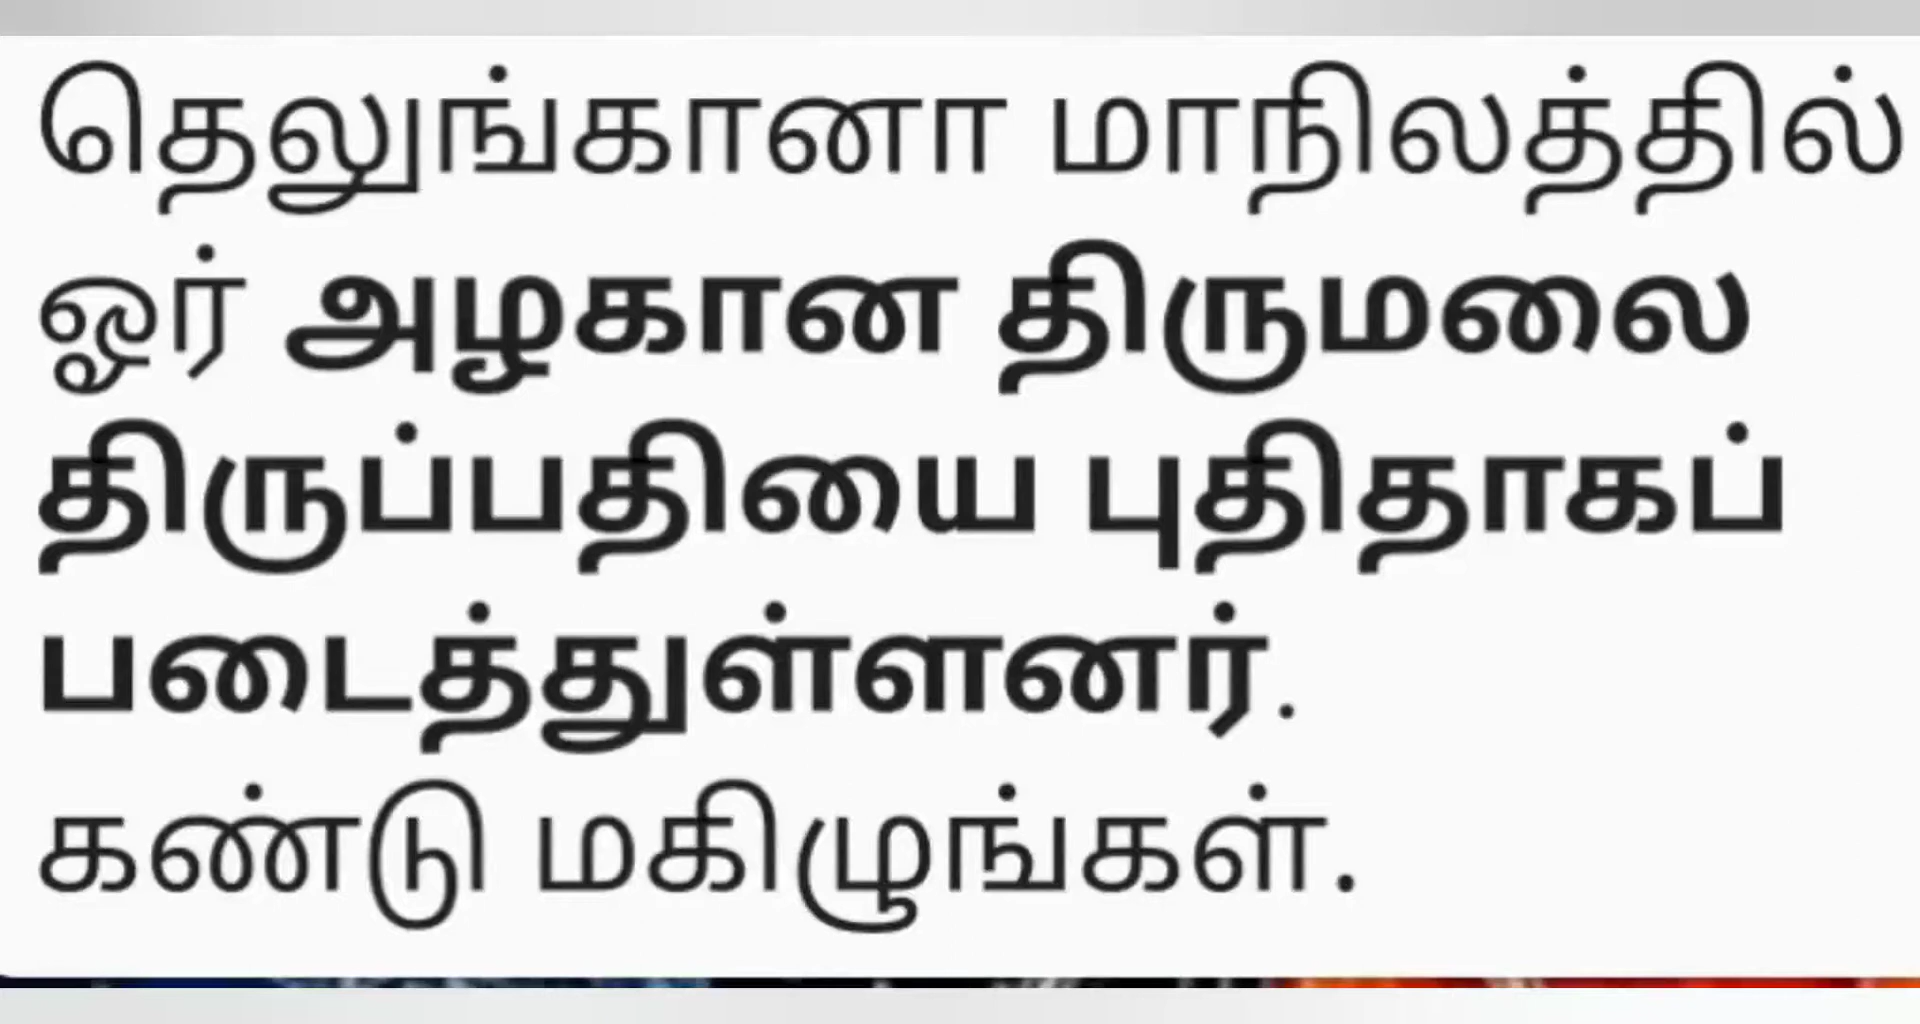 தெலுங்கானா மாநிலத்தில்
ஓர் அழகான திருமலை
திருப்பதியை புதிதாகப்
படைத்துள்ளனர்.
கண்டு மகிழுங்கள்.